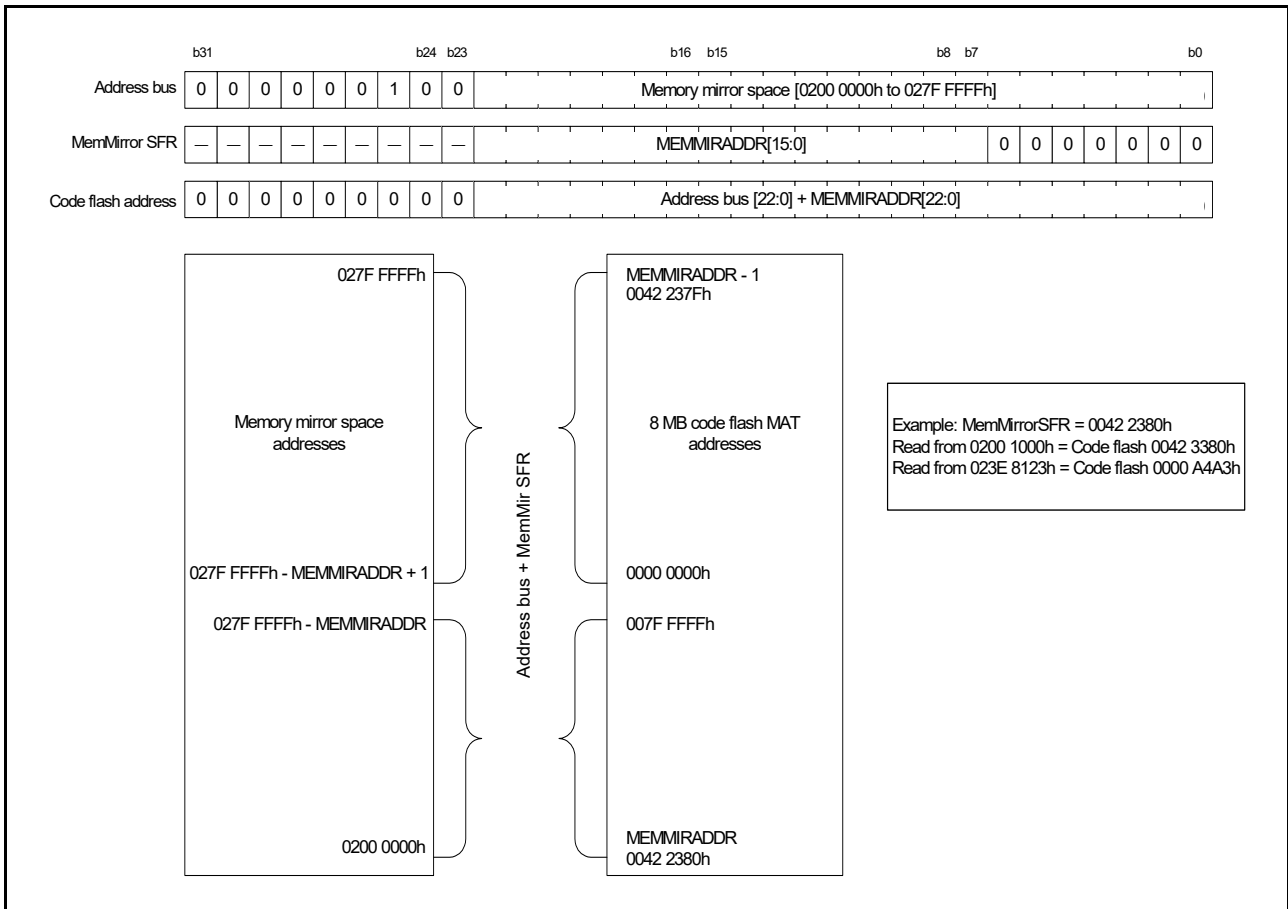 b31 b24 b23 b16 b15 b8 b7 b0
Address bus 0 0 0 0 0 0 1 0 0 Memory mirror space [0200 0000h to 027F FFFFh]
MemMirror SFR — — — — — — — — — MEMMIRADDR[15:0] 0 0 0 0 0 0 0
Code flash address 0 0 0 0 0 0 0 0 0 Address bus [22:0] + MEMMIRADDR[22:0]
027F FFFFh
Memory mirror space
addresses
027F FFFFh - MEMMIRADDR + 1
027F FFFFh - MEMMIRADDR
0200 0000h
Address bus + MemMir SFR
MEMMIRADDR - 1
0042 237Fh
8 MB code flash MAT
addresses
0000 0000h
007F FFFFh
MEMMIRADDR
0042 2380h
Example: MemMirrorSFR = 0042 2380h
Read from 0200 1000h = Code flash 0042 3380h
Read from 023E 8123h = Code flash 0000 A4A3h